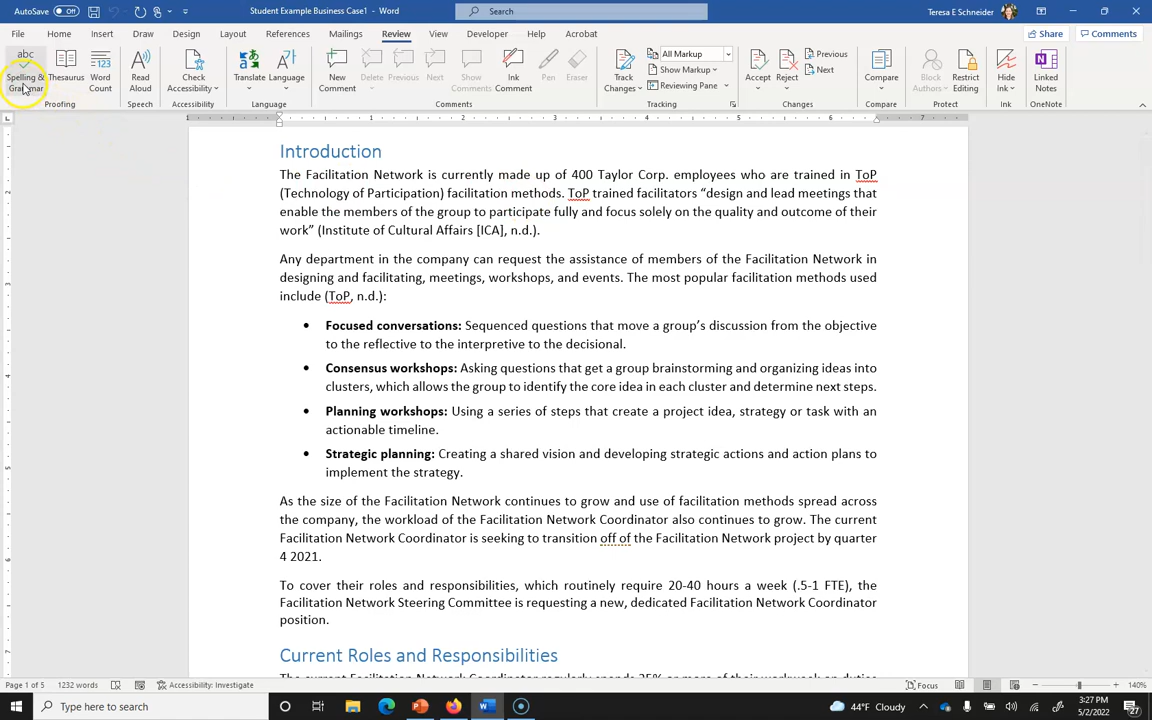 AutoSave Off Student Example Business Case1 - Word Search Teresa E Schneider
File Home Insert Draw Design Layout References Mailings Review View Developer Help Acrobat Share Comments
abc
Spelling & Grammar Thesaurus Word Count Read Aloud Check Accessibility Translate Language New Comment Delete Previous Next Show Comments Ink Comment Pen Eraser Track Changes All Markup Show Markup Reviewing Pane Accept Reject Previous Next Compare Block Authors Restrict Editing Hide Ink Linked Notes
Proofing Speech Accessibility Language Comments Tracking Changes Compare Protect Ink OneNote
1 1 2 3 4 5 6 7
Introduction
The Facilitation Network is currently made up of 400 Taylor Corp. employees who are trained in ToP
(Technology of Participation) facilitation methods. ToP trained facilitators “design and lead meetings that
enable the members of the group to participate fully and focus solely on the quality and outcome of their
work” (Institute of Cultural Affairs [ICA], n.d.).
Any department in the company can request the assistance of members of the Facilitation Network in
designing and facilitating, meetings, workshops, and events. The most popular facilitation methods used
include (ToP, n.d.):
• Focused conversations: Sequenced questions that move a group’s discussion from the objective
to the reflective to the interpretive to the decisional.
• Consensus workshops: Asking questions that get a group brainstorming and organizing ideas into
clusters, which allows the group to identify the core idea in each cluster and determine next steps.
• Planning workshops: Using a series of steps that create a project idea, strategy or task with an
actionable timeline.
• Strategic planning: Creating a shared vision and developing strategic actions and action plans to
implement the strategy.
As the size of the Facilitation Network continues to grow and use of facilitation methods spread across
the company, the workload of the Facilitation Network Coordinator also continues to grow. The current
Facilitation Network Coordinator is seeking to transition off of the Facilitation Network project by quarter
4 2021.
To cover their roles and responsibilities, which routinely require 20-40 hours a week (.5-1 FTE), the
Facilitation Network Steering Committee is requesting a new, dedicated Facilitation Network Coordinator
position.
Current Roles and Responsibilities
Page 1 of 5 1232 words Accessibility: Investigate Focus 140%
Type here to search 44°F Cloudy 3:27 PM
5/2/2022 27